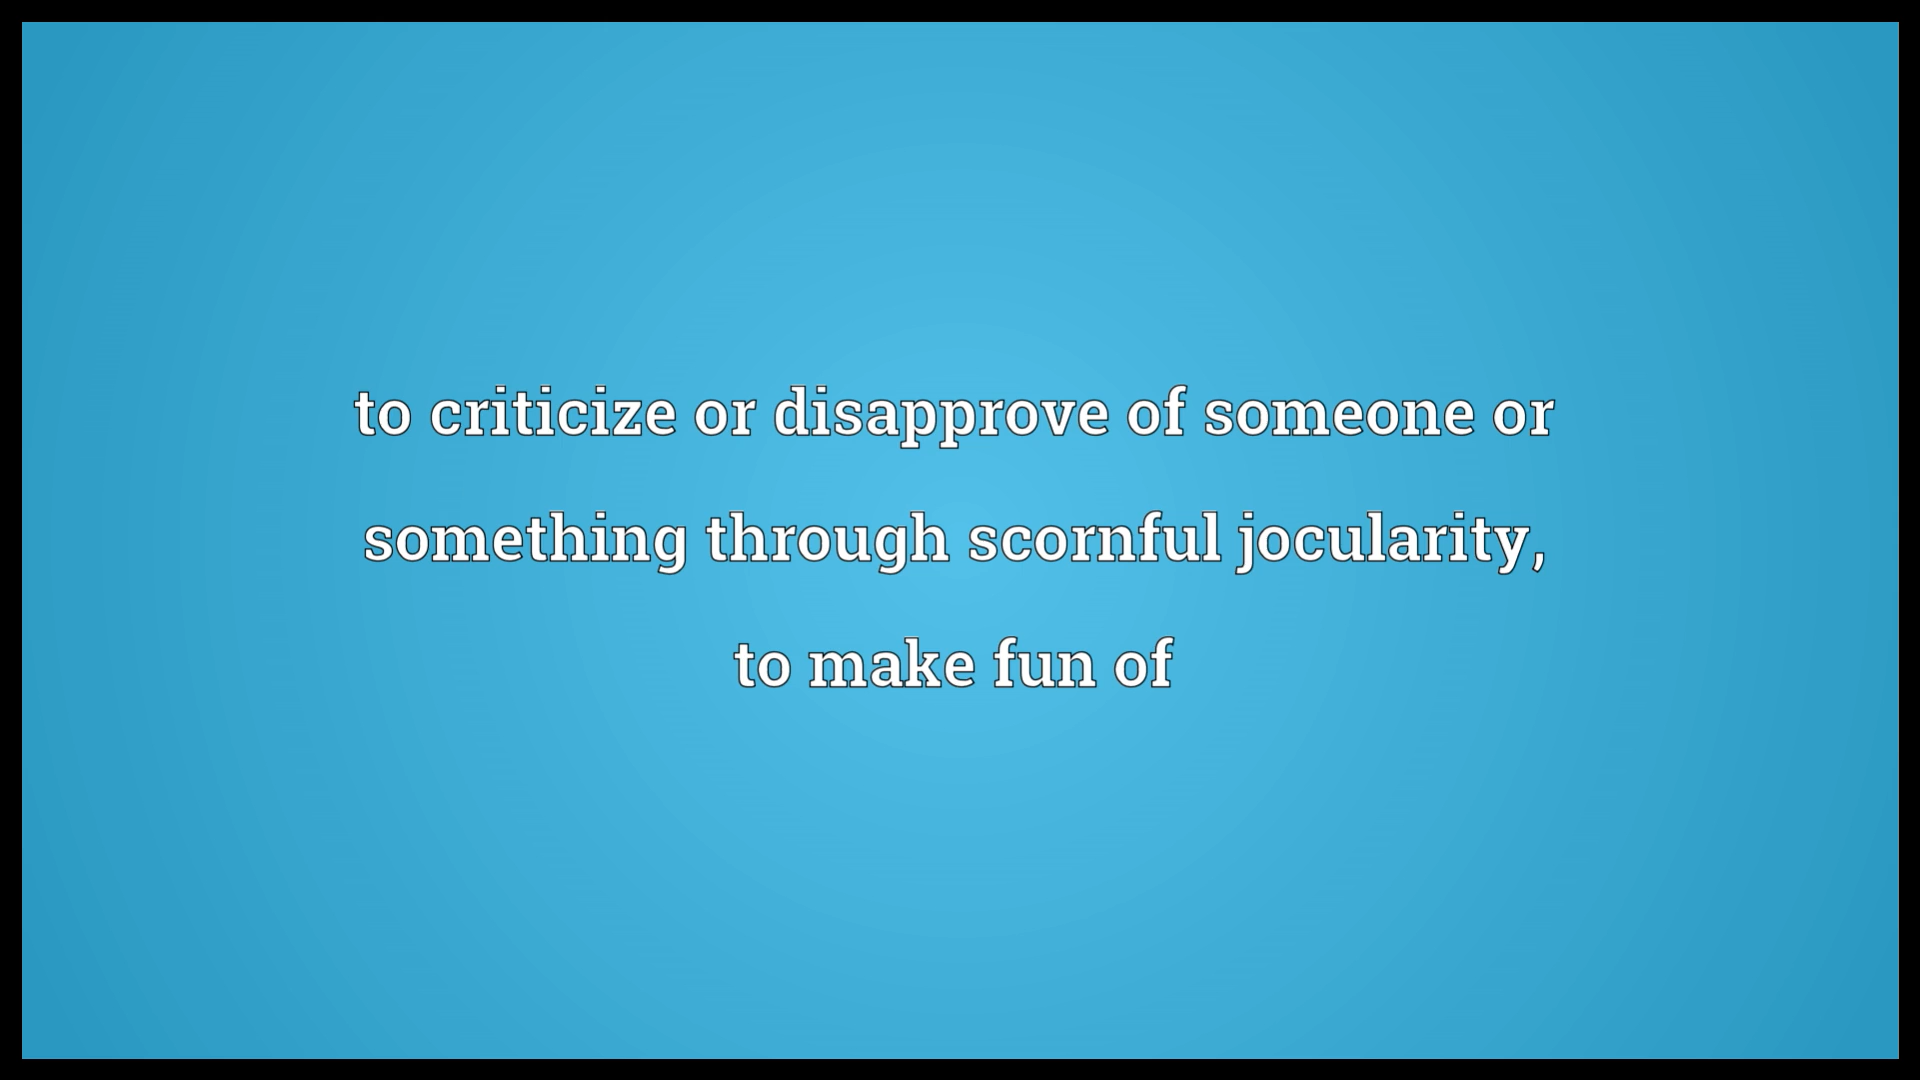 to criticize or disapprove of someone or
something through scornful jocularity,
to make fun of